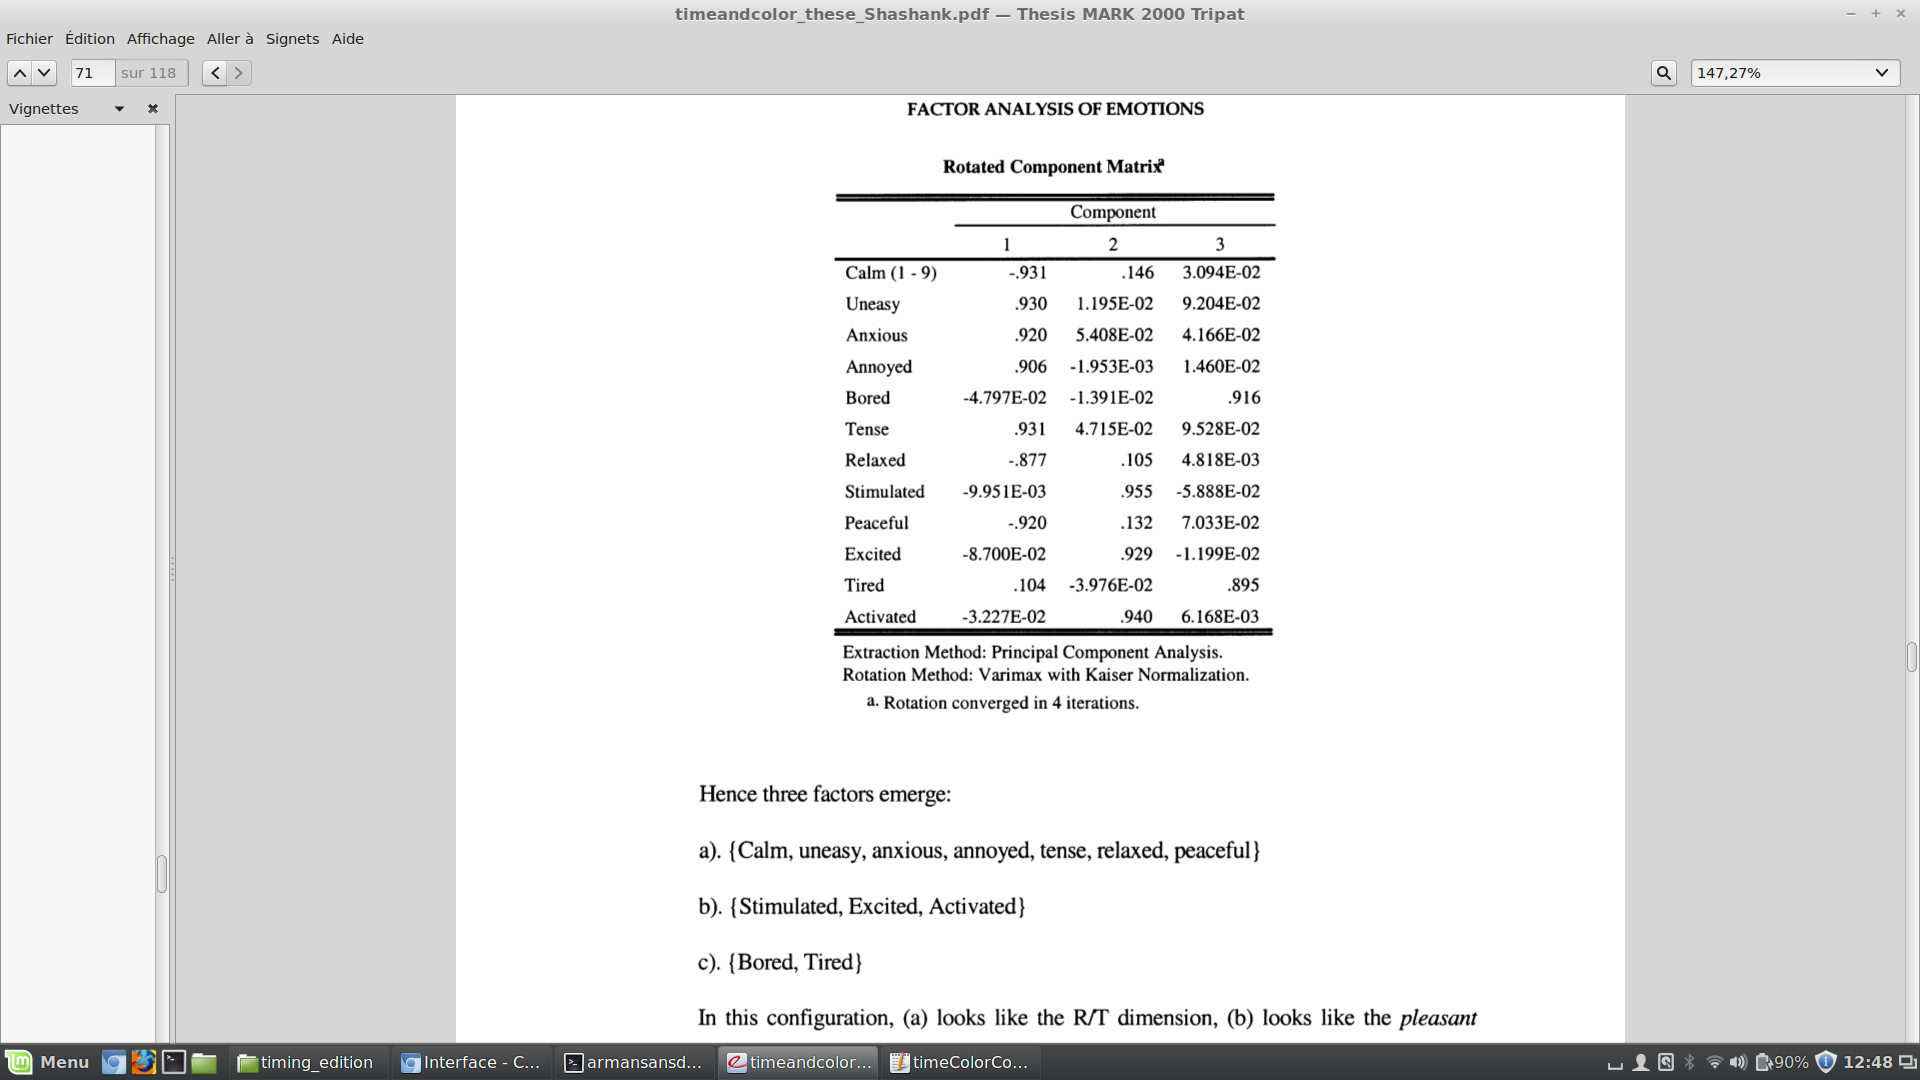 timeandcolor_these_Shashank.pdf — Thesis MARK 2000 Tripat
Fichier Édition Affichage Aller à Signets Aide
71 sur 118 147,27%
Vignettes
FACTOR ANALYSIS OF EMOTIONS
Rotated Component Matrixa
Component
1 2 3
Calm (1 - 9) -.931 .146 3.094E-02
Uneasy .930 1.195E-02 9.204E-02
Anxious .920 5.408E-02 4.166E-02
Annoyed .906 -1.953E-03 1.460E-02
Bored -4.797E-02 -1.391E-02 .916
Tense .931 4.715E-02 9.528E-02
Relaxed -.877 .105 4.818E-03
Stimulated -9.951E-03 .955 -5.888E-02
Peaceful -.920 .132 7.033E-02
Excited -8.700E-02 .929 -1.199E-02
Tired .104 -3.976E-02 .895
Activated -3.227E-02 .940 6.168E-03
Extraction Method: Principal Component Analysis.
Rotation Method: Varimax with Kaiser Normalization.
a. Rotation converged in 4 iterations.
Hence three factors emerge:
a). {Calm, uneasy, anxious, annoyed, tense, relaxed, peaceful}
b). {Stimulated, Excited, Activated}
c). {Bored, Tired}
In this configuration, (a) looks like the R/T dimension, (b) looks like the pleasant
Menu timing_edition Interface - C... armansansd... timeandcolor... timeColorCo... 90% 12:48